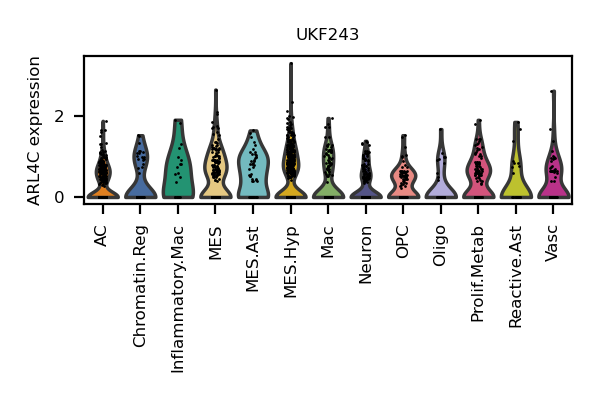 UKF243
ARL4C expression
2
0
AC
Chromatin.Reg
Inflammatory.Mac
MES
MES.Ast
MES.Hyp
Mac
Neuron
OPC
Oligo
Prolif.Metab
Reactive.Ast
Vasc